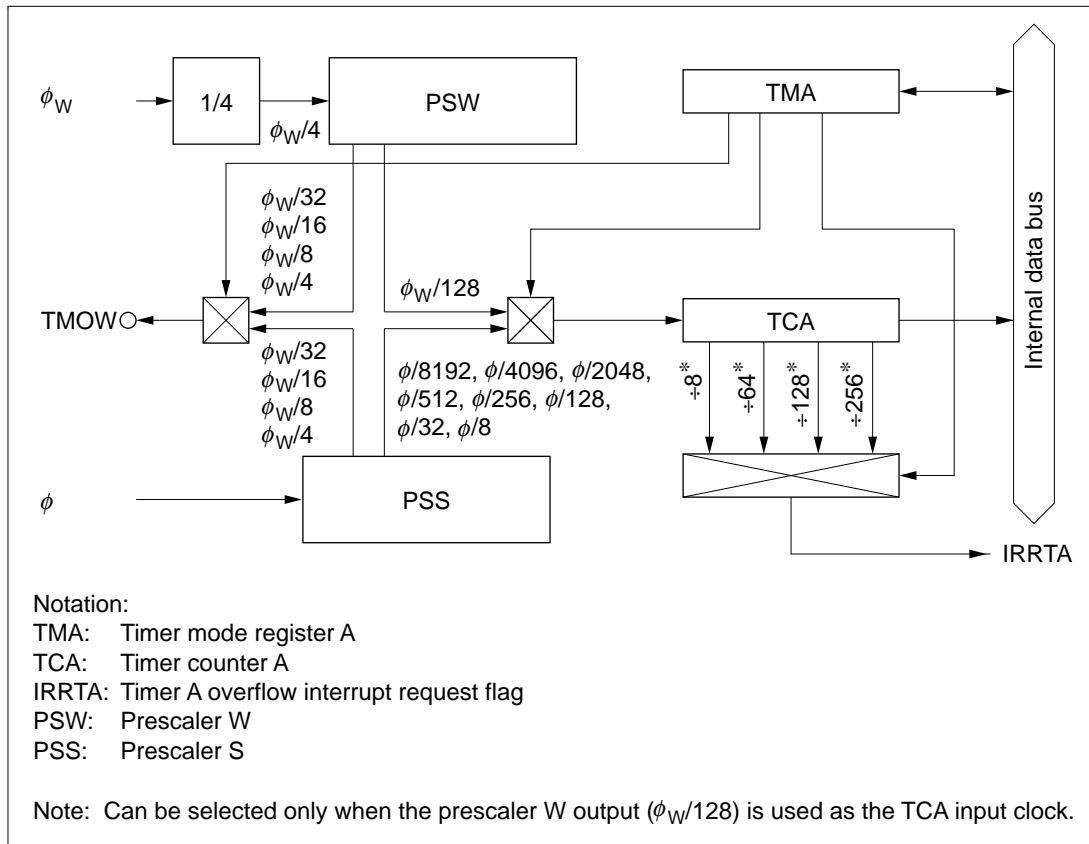 ϕW
1/4
ϕW/4
PSW
TMA
Internal data bus
ϕW/32
ϕW/16
ϕW/8
ϕW/4
ϕW/128
TMOW
TCA
ϕW/32
ϕW/16
ϕW/8
ϕW/4
ϕ/8192, ϕ/4096, ϕ/2048,
ϕ/512, ϕ/256, ϕ/128,
ϕ/32, ϕ/8
÷8*
÷64*
÷128*
÷256*
ϕ
PSS
IRRTA
Notation:
TMA: Timer mode register A
TCA: Timer counter A
IRRTA: Timer A overflow interrupt request flag
PSW: Prescaler W
PSS: Prescaler S
Note: Can be selected only when the prescaler W output (ϕW/128) is used as the TCA input clock.